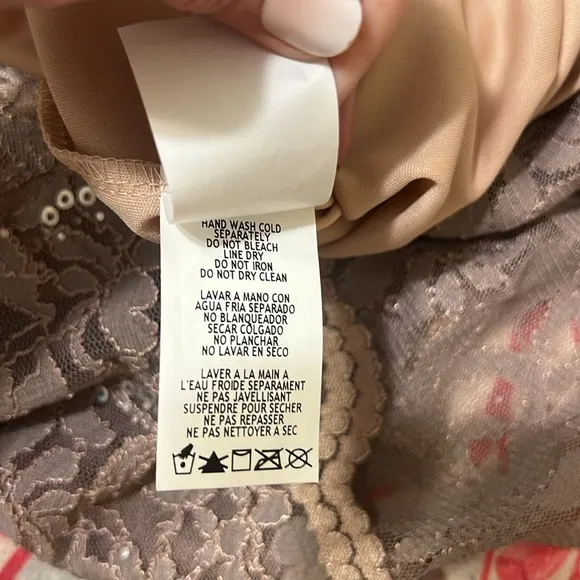 HAND WASH COLD
SEPARATELY
DO NOT BLEACH
LINE DRY
DO NOT IRON
DO NOT DRY CLEAN
LAVAR A MANO CON
AGUA FRIA SEPARADO
NO BLANQUEADOR
SECAR COLGADO
NO PLANCHAR
NO LAVAR EN SECO
LAVER A LA MAIN A
L'EAU FROIDE SEPARAMENT
NE PAS JAVELLISANT
SUSPENDRE POUR SECHER
NE PAS REPASSER
NE PAS NETTOYER A SEC